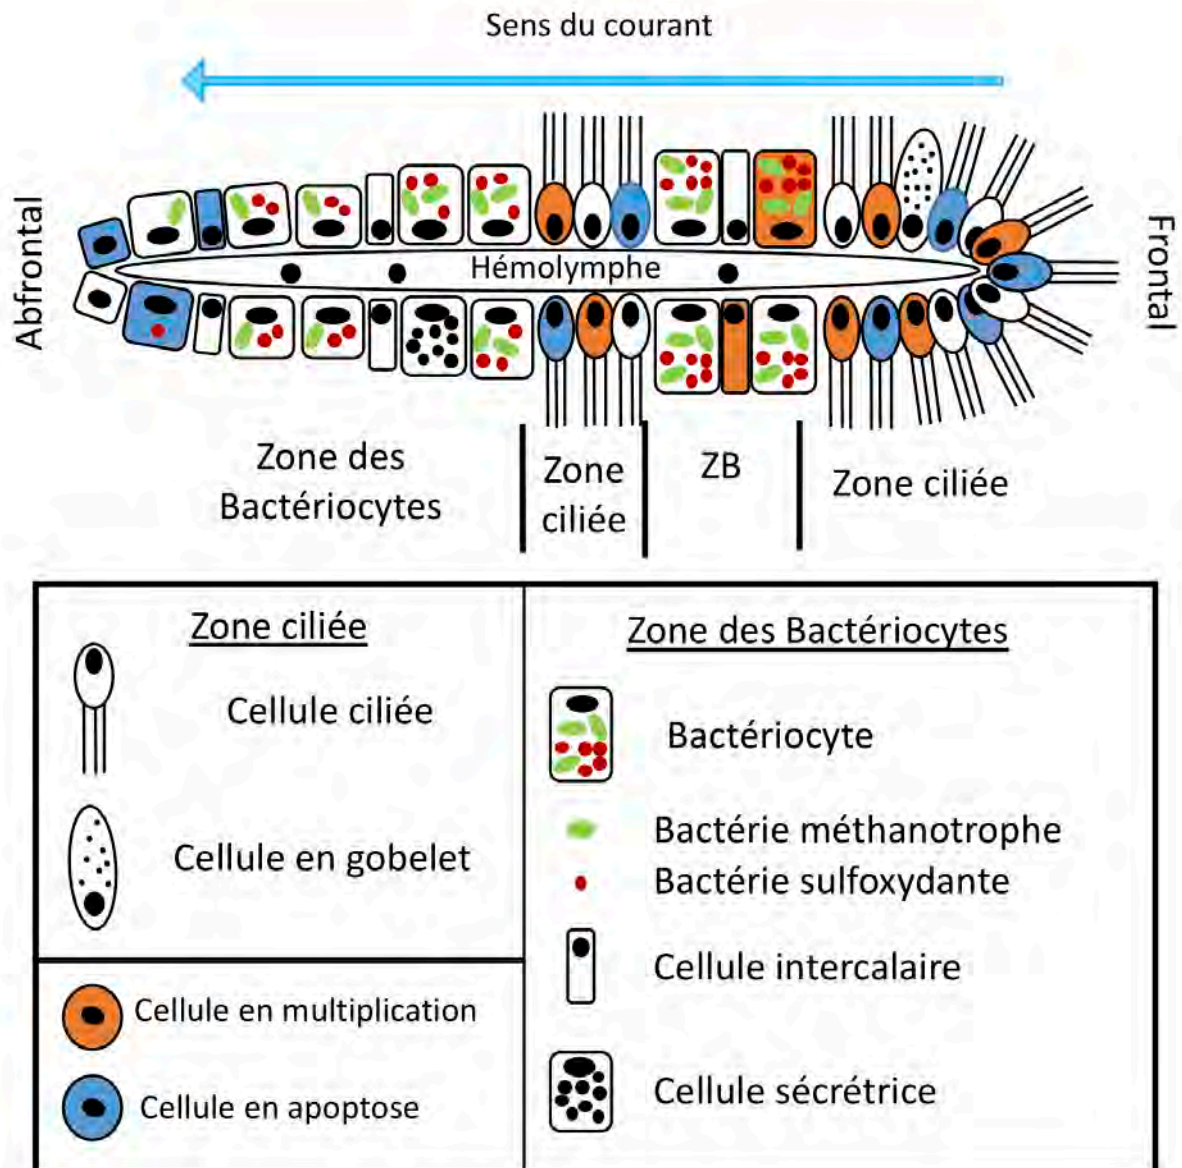 Sens du courant
Abfrontal
Hémolymphe
Frontal
Zone des
Bactériocytes
Zone
ciliée
ZB
Zone ciliée
Zone ciliée
Cellule ciliée
Cellule en gobelet
Cellule en multiplication
Cellule en apoptose
Zone des Bactériocytes
Bactériocyte
Bactérie méthanotrophe
Bactérie sulfoxydante
Cellule intercalaire
Cellule sécrétrice